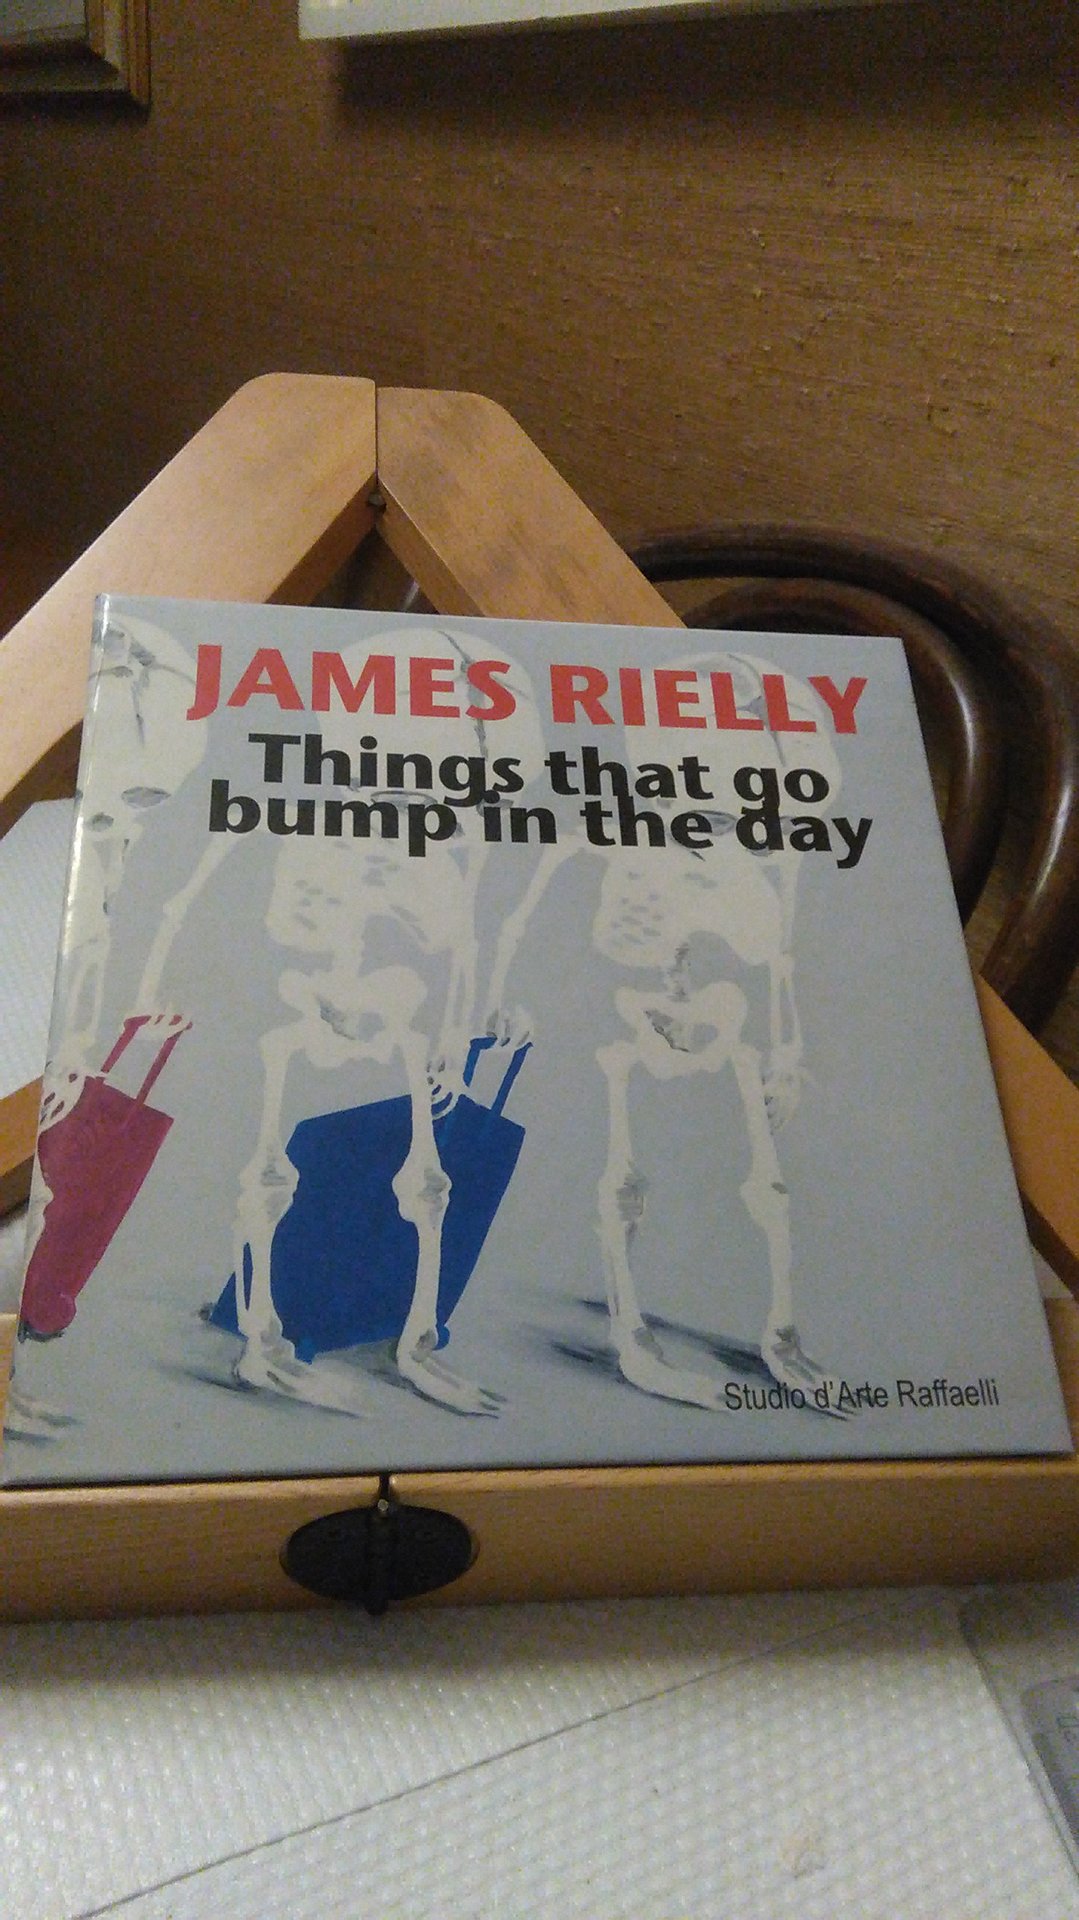 JAMES RIELLY
Things that go
bump in the day
Studio d'Arte Raffaelli